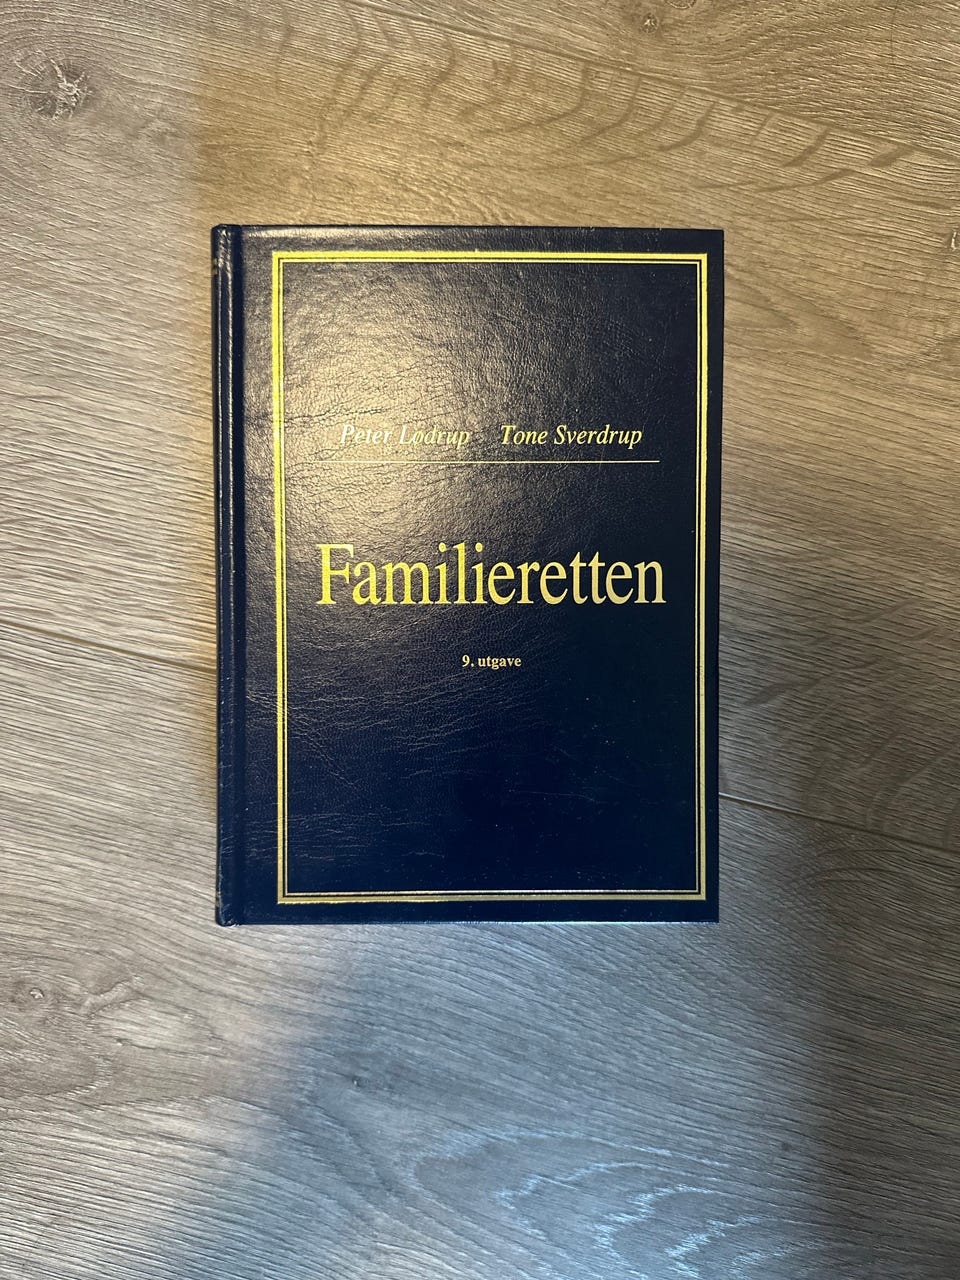 Peter Lødrup Tone Sverdrup
Familieretten
9. utgave